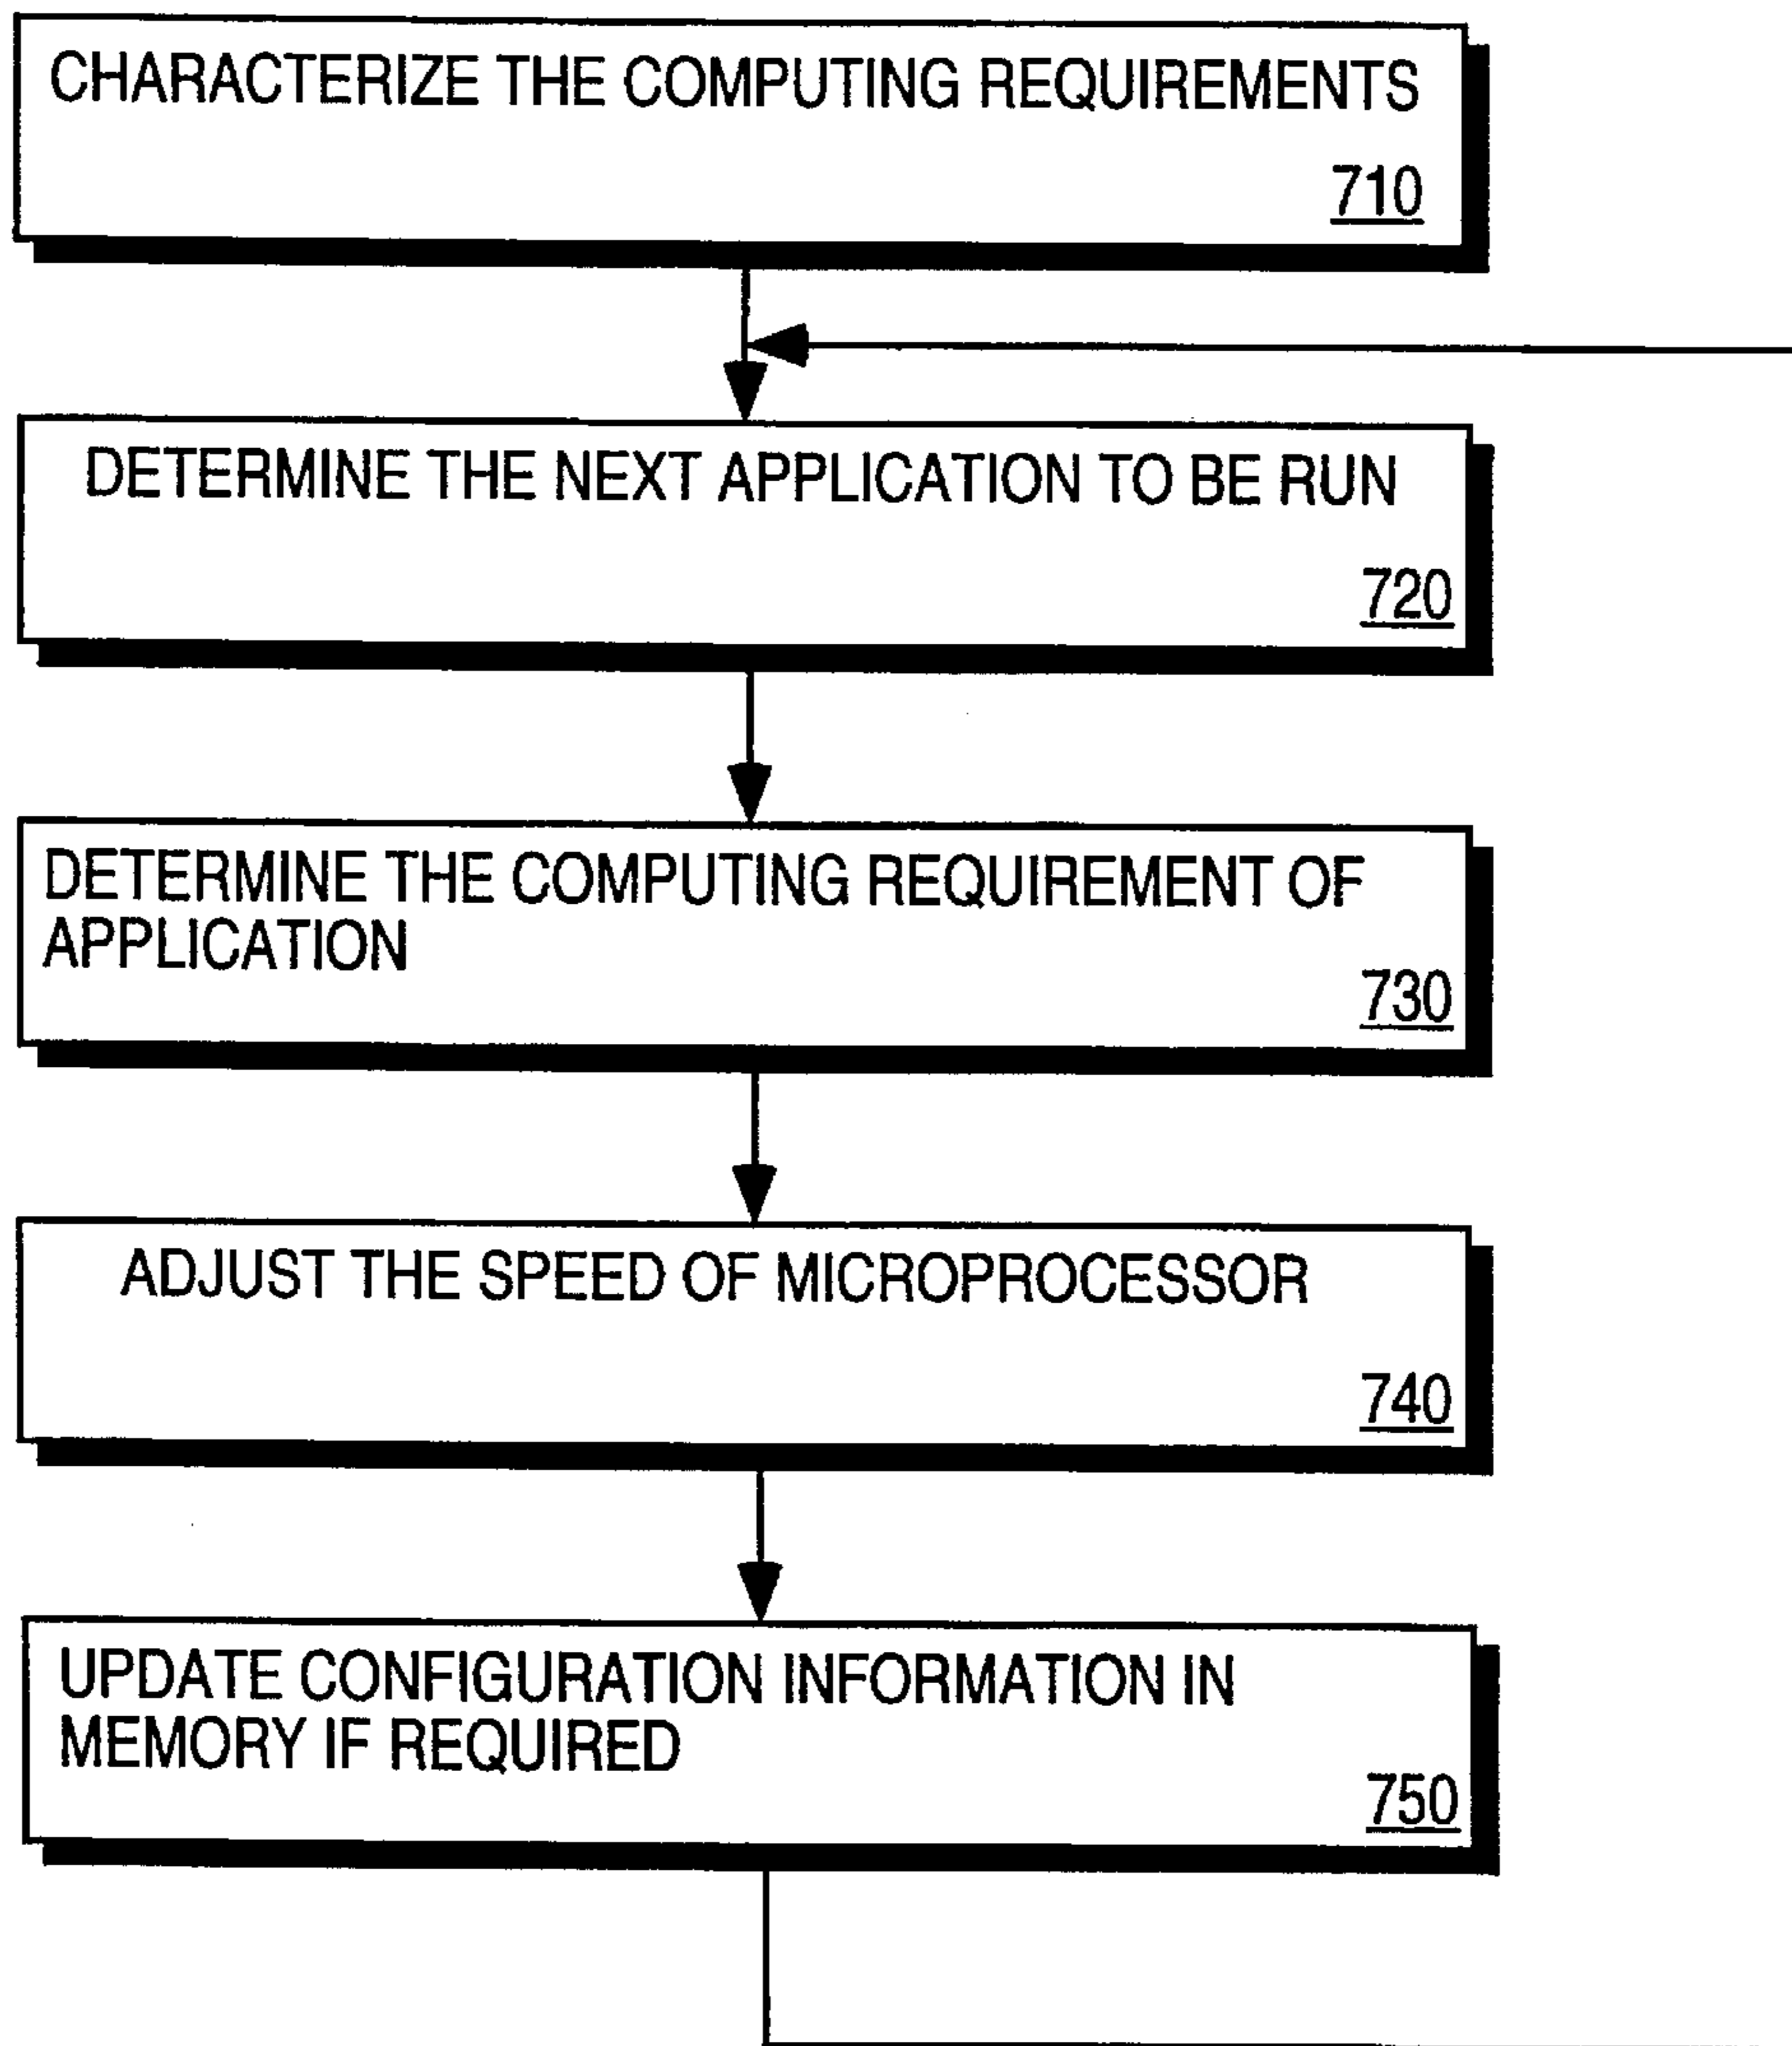 CHARACTERIZE THE COMPUTING REQUIREMENTS
710
DETERMINE THE NEXT APPLICATION TO BE RUN
720
DETERMINE THE COMPUTING REQUIREMENT OF
APPLICATION
730
ADJUST THE SPEED OF MICROPROCESSOR
740
UPDATE CONFIGURATION INFORMATION IN
MEMORY IF REQUIRED
750